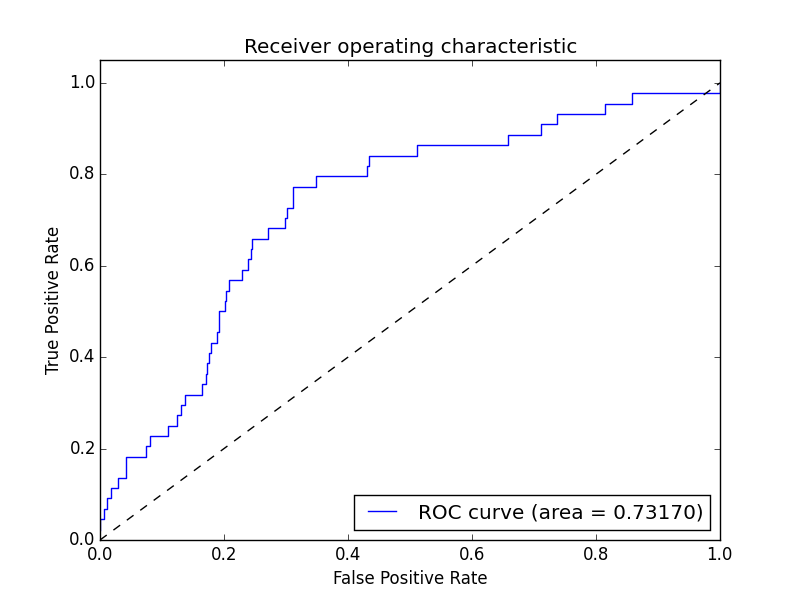 Receiver operating characteristic
1.0
0.8
0.6
0.4
0.2
0.0
True Positive Rate
ROC curve (area = 0.73170)
0.0 0.2 0.4 0.6 0.8 1.0
False Positive Rate